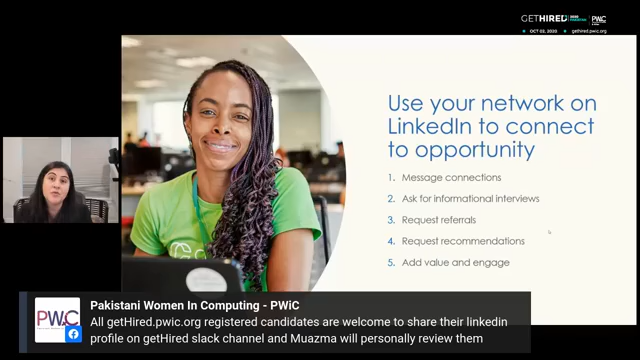 GETHIRED 2020 PWiC
OCT 03, 2020 gethired.pwic.org
Use your network on
LinkedIn to connect
to opportunity
1. Message connections
2. Ask for informational interviews
3. Request referrals
4. Request recommendations
5. Add value and engage
PWiC
Pakistani Women In Computing - PWiC
All getHired.pwic.org registered candidates are welcome to share their linkedin
profile on getHired slack channel and Muazma will personally review them